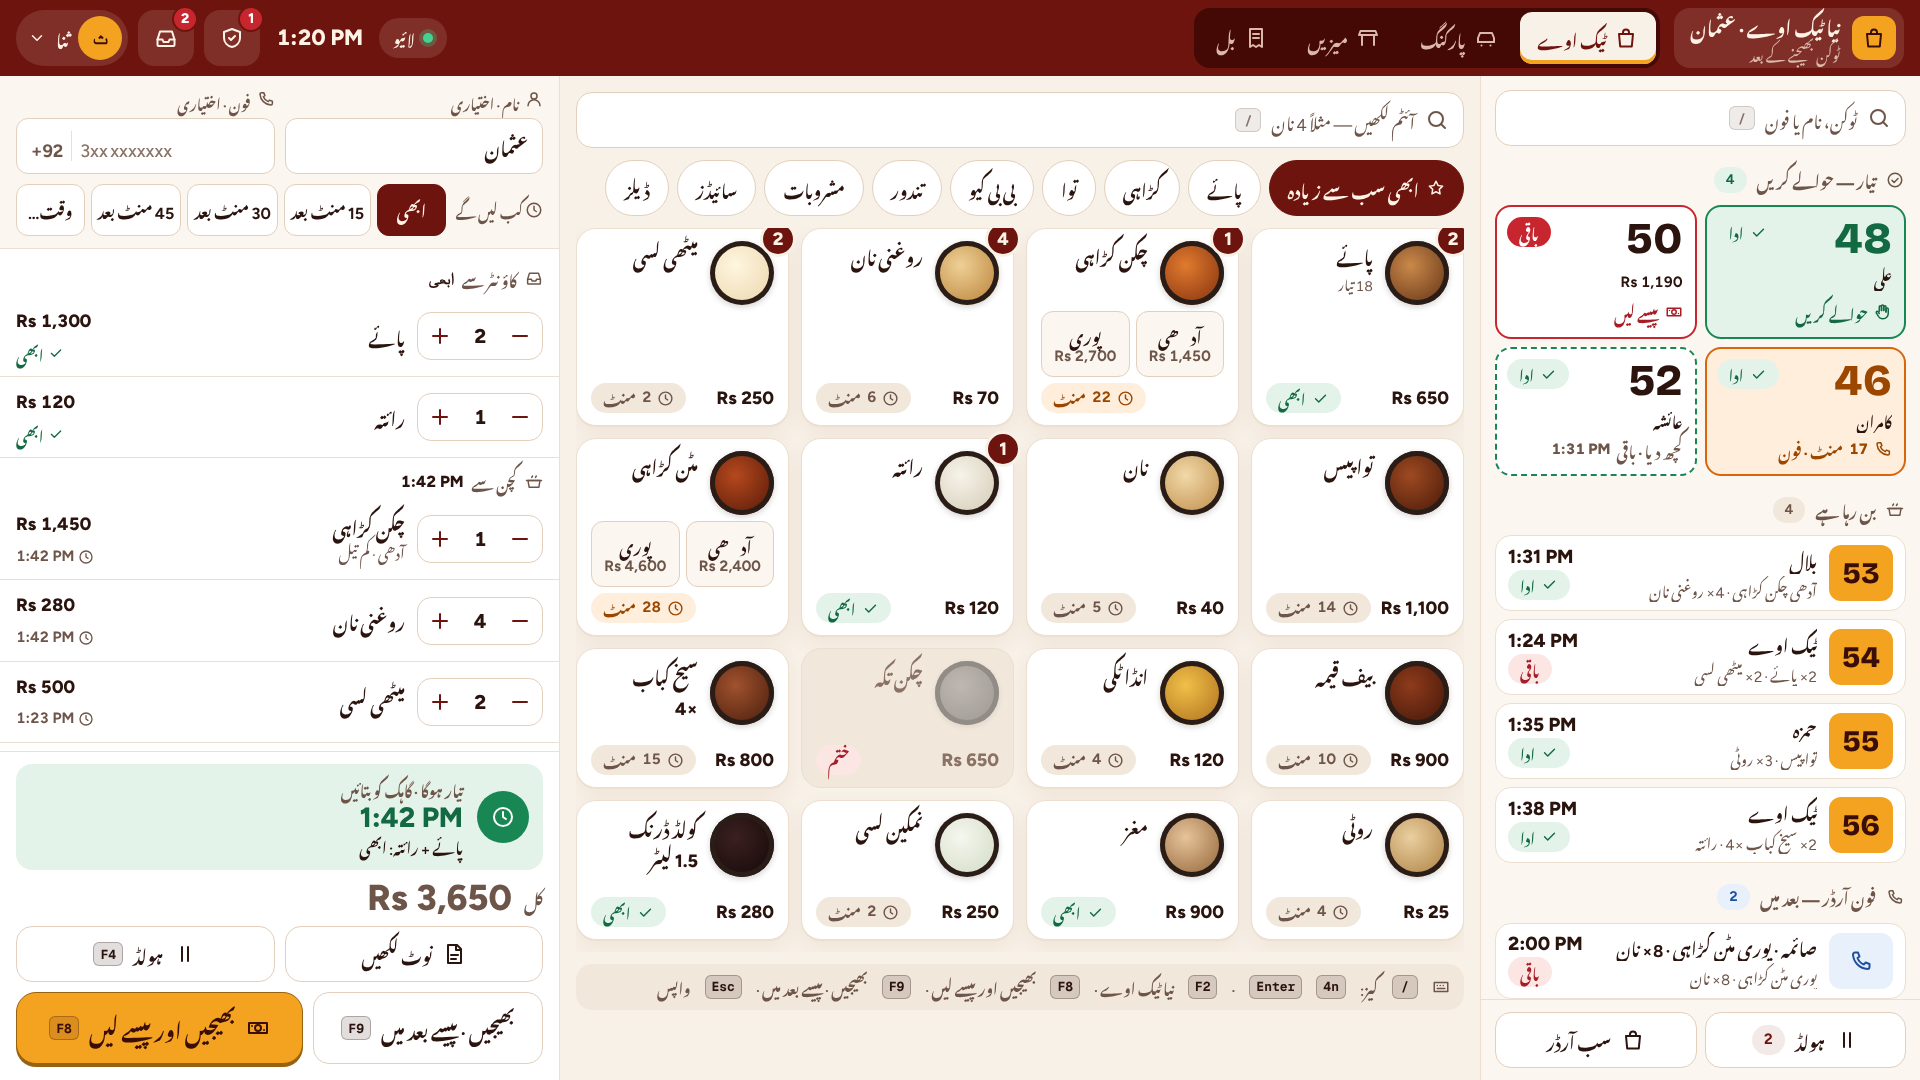 نیا ٹیک اوے · عثمان
ٹوکن بھیجنے کے بعد
ٹیک اوے
پارکنگ
میزیں
بل
لائیو
1:20 PM
1
2
ث
ثنا
ٹوکن، نام یا فون /
تیار — حوالے کریں 4
48
ادا
علی
حوالے کریں
50
باقی
Rs 1,190
پیسے لیں
46
ادا
کامران
17 منٹ · فون
52
ادا
عائشہ
کچھ دیا · باقی 1:31 PM
بن رہا ہے 4
53
بلال
آدھی چکن کڑاہی · 4× روغنی نان
1:31 PM
ادا
54
ٹیک اوے
2× پائے · 2× میٹھی لسی
1:24 PM
باقی
55
حمزہ
توا پیس · 3× روٹی
1:35 PM
ادا
56
ٹیک اوے
2× سیخ کباب · 4× رائتہ
1:38 PM
ادا
فون آرڈر — بعد میں 2
صائمہ · پوری مٹن کڑاہی · 8× نان
پوری مٹن کڑاہی · 8× نان
2:00 PM
باقی
ہولڈ 2
سب آرڈر
آئٹم لکھیں — مثلاً 4 نان /
ابھی سب سے زیادہ
پائے
کڑاہی
توا
بی بی کیو
تندور
مشروبات
سائیڈز
ڈیلز
2
پائے
18 تیار
Rs 650
ابھی
1
چکن کڑاہی
آدھی
Rs 1,450
پوری
Rs 2,700
22 منٹ
4
روغنی نان
Rs 70
6 منٹ
2
میٹھی لسی
Rs 250
2 منٹ
توا پیس
Rs 1,100
14 منٹ
نان
Rs 40
5 منٹ
1
رائتہ
Rs 120
ابھی
مٹن کڑاہی
آدھی
Rs 2,400
پوری
Rs 4,600
28 منٹ
بیف قیمہ
Rs 900
10 منٹ
انڈا ٹکی
Rs 120
4 منٹ
چکن تکہ
Rs 650
ختم
سیخ کباب
4×
Rs 800
15 منٹ
روٹی
Rs 25
4 منٹ
مغز
Rs 900
ابھی
نمکین لسی
Rs 250
2 منٹ
کولڈ ڈرنک
1.5 لیٹر
Rs 280
ابھی
کیز: / 4n Enter · F2 نیا ٹیک اوے · F8 بھیجیں اور پیسے لیں · F9 بھیجیں · پیسے بعد میں · Esc واپس
نام · اختیاری
عثمان
فون · اختیاری
+92 3xx xxxxxxx
کب لیں گے
ابھی
15 منٹ بعد
30 منٹ بعد
45 منٹ بعد
وقت...
کاؤنٹر سے ابھی
2
پائے
Rs 1,300
ابھی
1
رائتہ
Rs 120
ابھی
کچن سے 1:42 PM
1
چکن کڑاہی
آدھی · کم تیل
Rs 1,450
1:42 PM
4
روغنی نان
Rs 280
1:42 PM
2
میٹھی لسی
Rs 500
1:23 PM
تیار ہوگا · گاہک کو بتائیں
1:42 PM
پائے + رائتہ: ابھی
کل Rs 3,650
نوٹ لکھیں
ہولڈ F4
بھیجیں · پیسے بعد میں F9
بھیجیں اور پیسے لیں F8